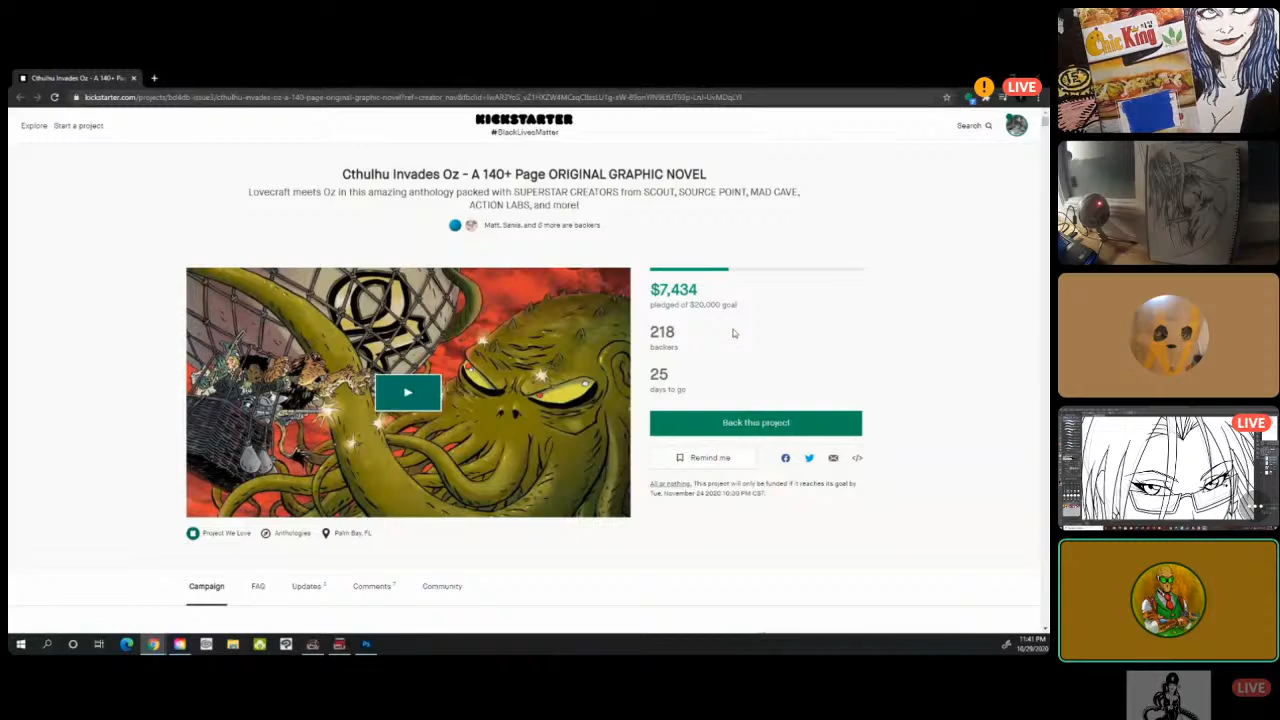 Cthulhu Invades Oz - A 140+ Pa
LIVE
Explore Start a project
KICKSTARTER
#BlackLivesMatter
Search
Cthulhu Invades Oz - A 140+ Page ORIGINAL GRAPHIC NOVEL
Lovecraft meets Oz in this amazing anthology packed with SUPERSTAR CREATORS from SCOUT, SOURCE POINT, MAD CAVE,
ACTION LABS, and more!
Matt, and 6 more are backers
$7,434
pledged of $20,000 goal
218
backers
25
days to go
Back this project
Remind me
All or nothing. This project will only be funded if it reaches its goal by
Tue, November 24 2020 10:30 PM CST.
Project We Love Anthologies Palm Bay, FL
Campaign FAQ Updates Comments 7 Community
11:41 PM
10/29/2020
ChicKing
LIVE
LIVE